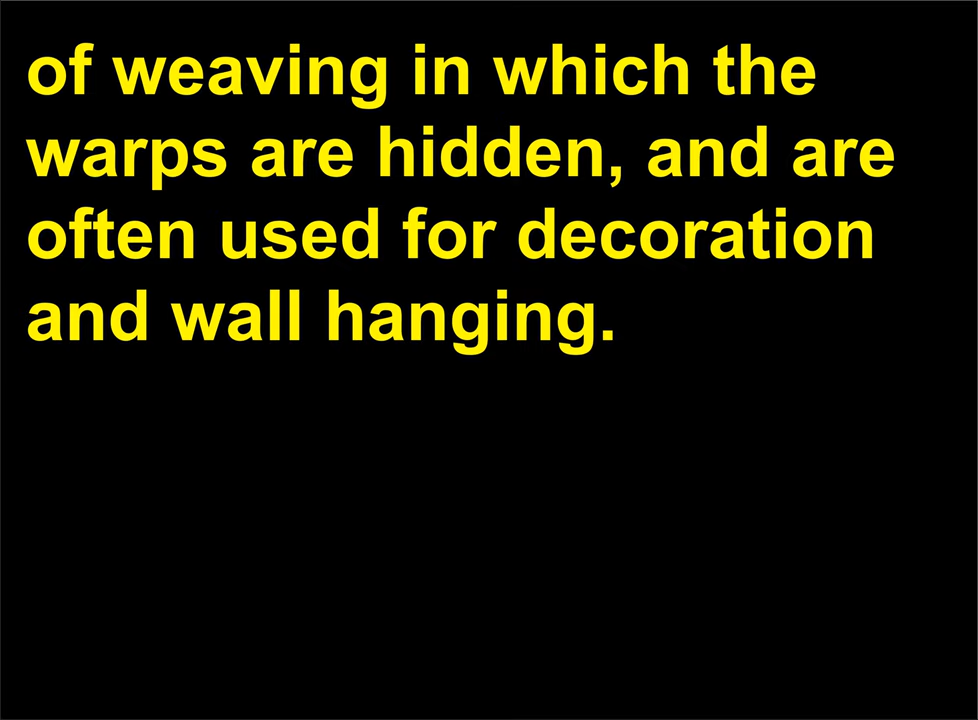 of weaving in which the
warps are hidden, and are
often used for decoration
and wall hanging.